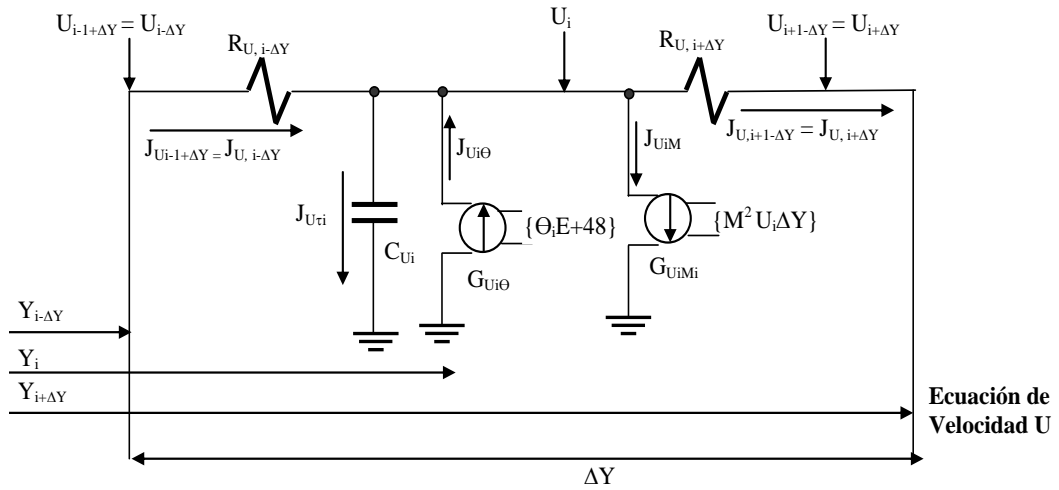 U_{i-1+ΔY} = U_{i-ΔY}
U_i
U_{i+1-ΔY} = U_{i+ΔY}
R_{U, i-ΔY}
R_{U, i+ΔY}
J_{Ui-1+ΔY} = J_{U, i-ΔY}
J_{UiΘ}
J_{UiM}
J_{U,i+1-ΔY} = J_{U, i+ΔY}
J_{Uτi}
C_{Ui}
{Θ_iE+48}
G_{UiΘ}
{M² U_iΔY}
G_{UiMi}
Y_{i-ΔY}
Y_i
Y_{i+ΔY}
Ecuación de
Velocidad U
ΔY